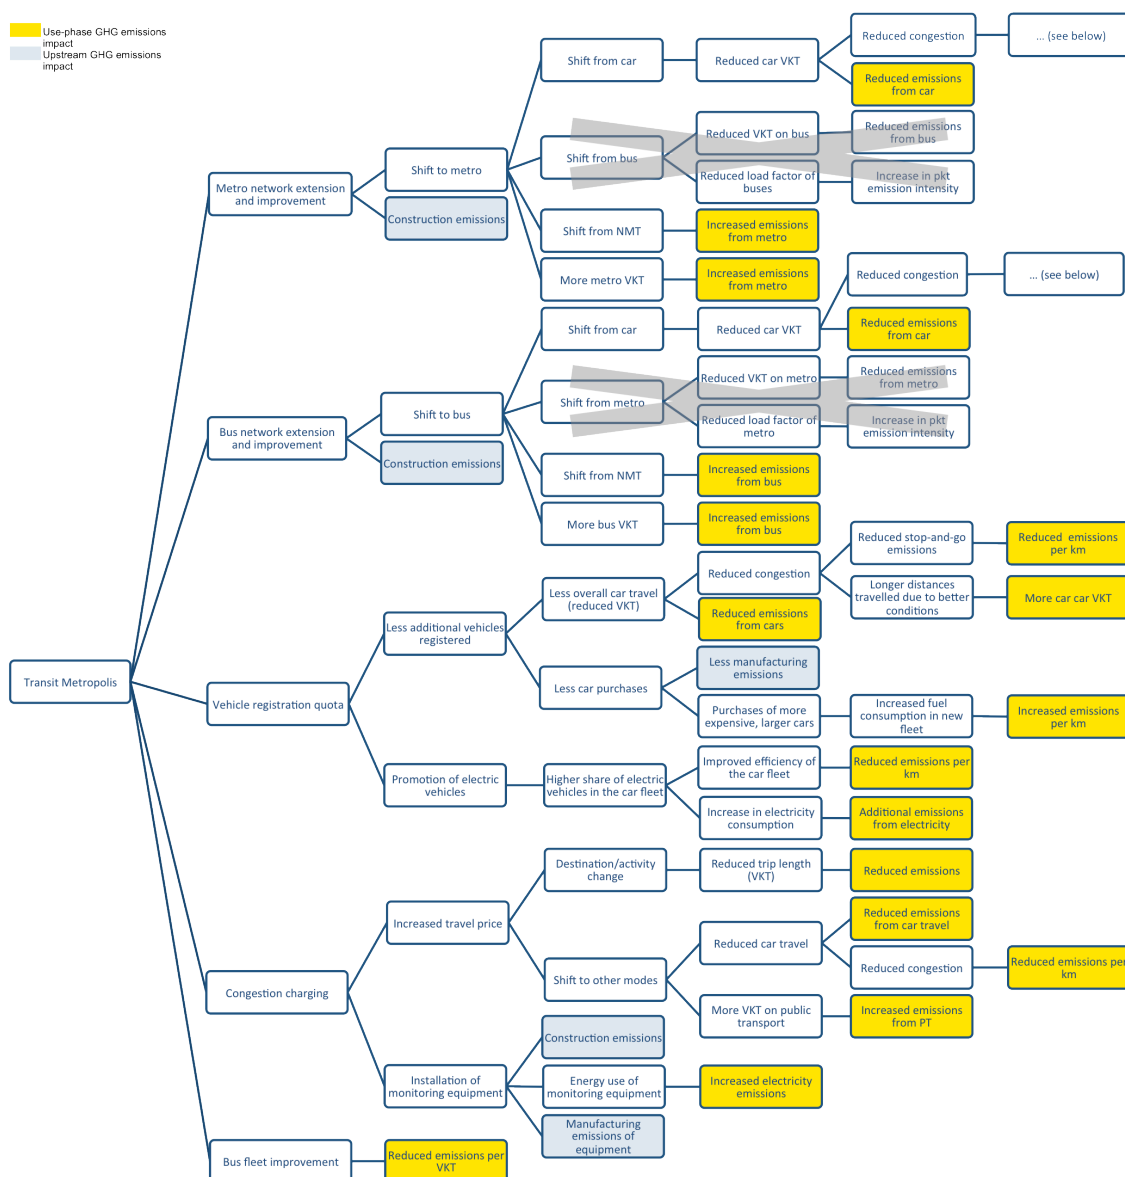 Use-phase GHG emissions
impact
Upstream GHG emissions
impact
Transit Metropolis
Metro network extension
and improvement
Shift to metro
Construction emissions
Shift from car
Reduced car VKT
Reduced congestion
... (see below)
Reduced emissions
from car
Shift from bus
Reduced VKT on bus
Reduced emissions
from bus
Reduced load factor of
buses
Increase in pkt
emission intensity
Shift from NMT
Increased emissions
from metro
More metro VKT
Increased emissions
from metro
Bus network extension
and improvement
Shift to bus
Construction emissions
Shift from car
Reduced car VKT
Reduced congestion
... (see below)
Reduced emissions
from car
Shift from metro
Reduced VKT on metro
Reduced emissions
from metro
Reduced load factor of
metro
Increase in pkt
emission intensity
Shift from NMT
Increased emissions
from bus
More bus VKT
Increased emissions
from bus
Vehicle registration quota
Less additional vehicles
registered
Less overall car travel
(reduced VKT)
Reduced congestion
Reduced stop-and-go
emissions
Reduced emissions
per km
Longer distances
travelled due to better
conditions
More car car VKT
Reduced emissions
from cars
Less car purchases
Less manufacturing
emissions
Purchases of more
expensive, larger cars
Increased fuel
consumption in new
fleet
Increased emissions
per km
Promotion of electric
vehicles
Higher share of electric
vehicles in the car fleet
Improved efficiency of
the car fleet
Reduced emissions per
km
Increase in electricity
consumption
Additional emissions
from electricity
Congestion charging
Increased travel price
Destination/activity
change
Reduced trip length
(VKT)
Reduced emissions
Shift to other modes
Reduced car travel
Reduced emissions
from car travel
Reduced congestion
Reduced emissions per
km
More VKT on public
transport
Increased emissions
from PT
Installation of
monitoring equipment
Construction emissions
Energy use of
monitoring equipment
Increased electricity
emissions
Manufacturing
emissions of
equipment
Bus fleet improvement
Reduced emissions per
VKT